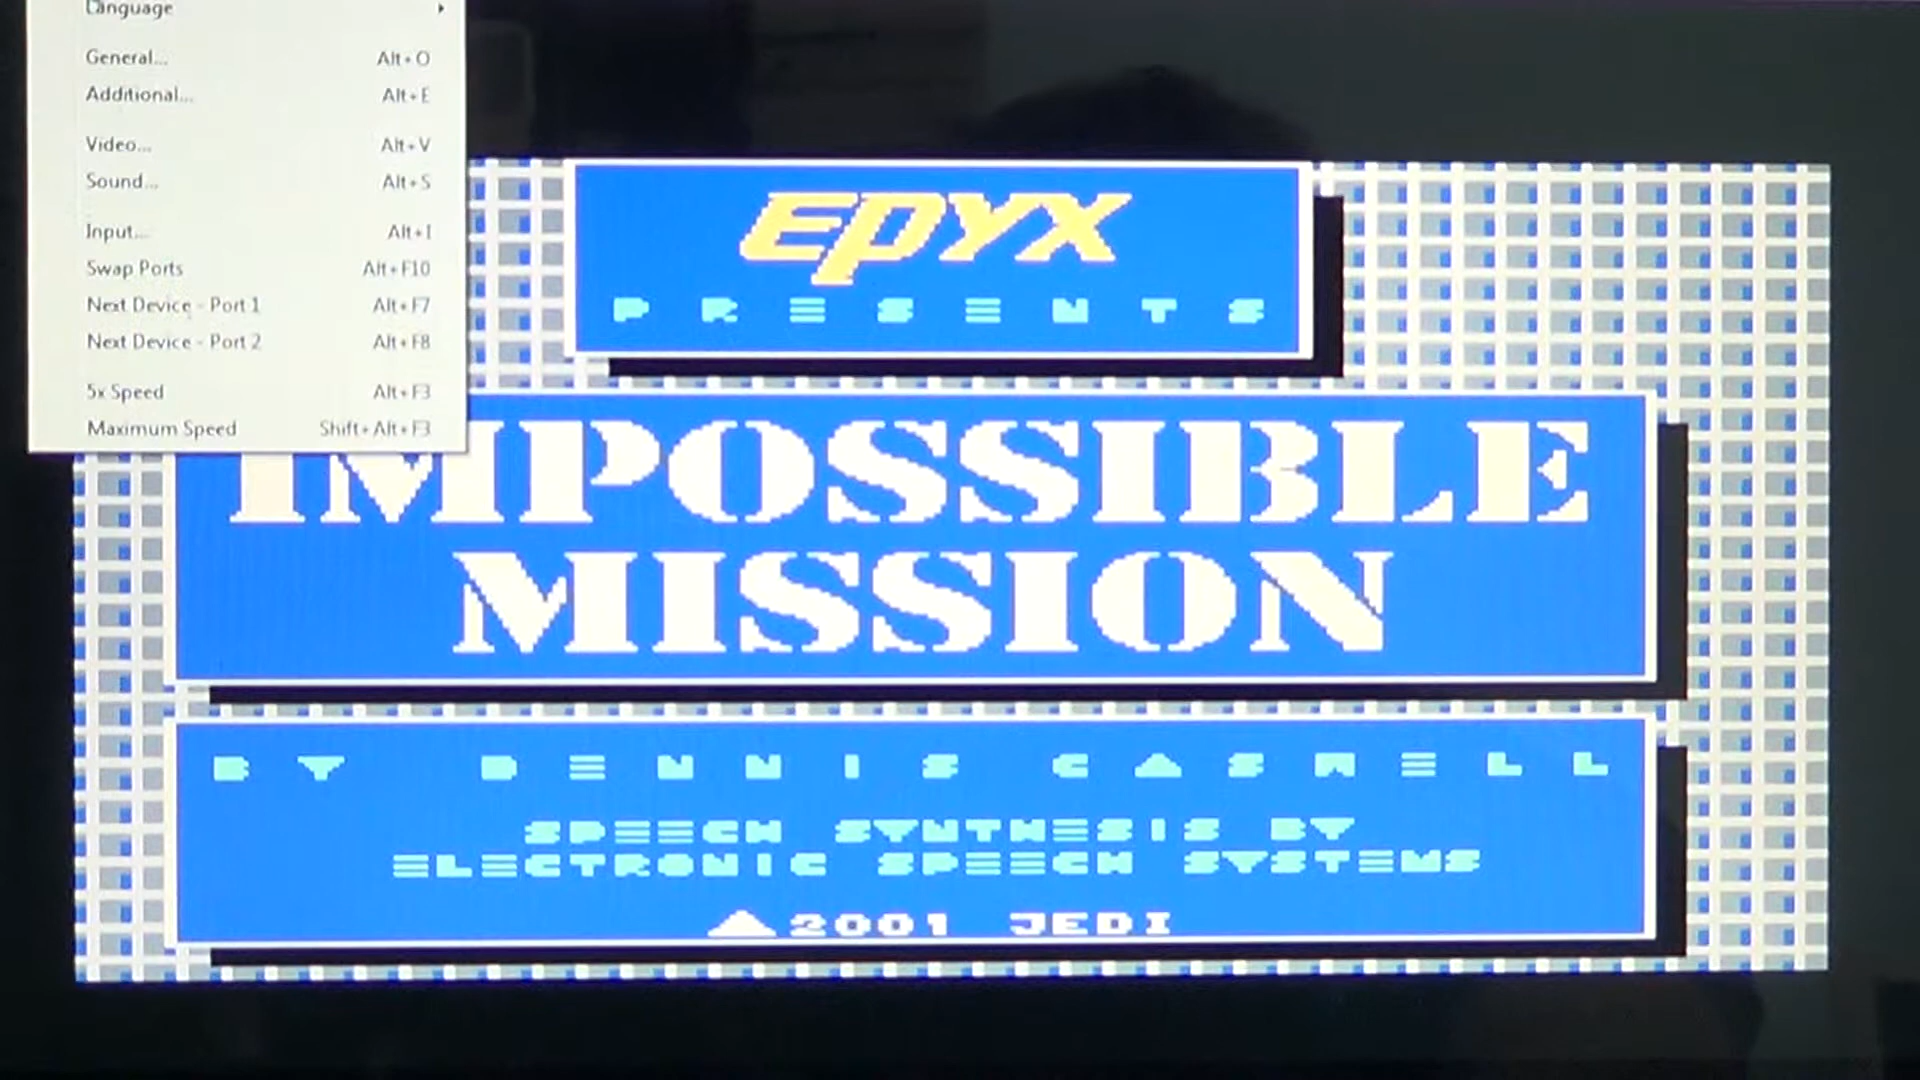 Language
General... Alt+O
Additional... Alt+E
Video... Alt+V
Sound... Alt+S
Input... Alt+I
Swap Ports Alt+F10
Next Device - Port 1 Alt+F7
Next Device - Port 2 Alt+F8
5x Speed Alt+F3
Maximum Speed Shift+Alt+F3
EPYX
PRESENTS
IMPOSSIBLE
MISSION
BY DENNIS CASWELL
SPEECH SYNTHESIS BY
ELECTRONIC SPEECH SYSTEMS
2001 JEDI